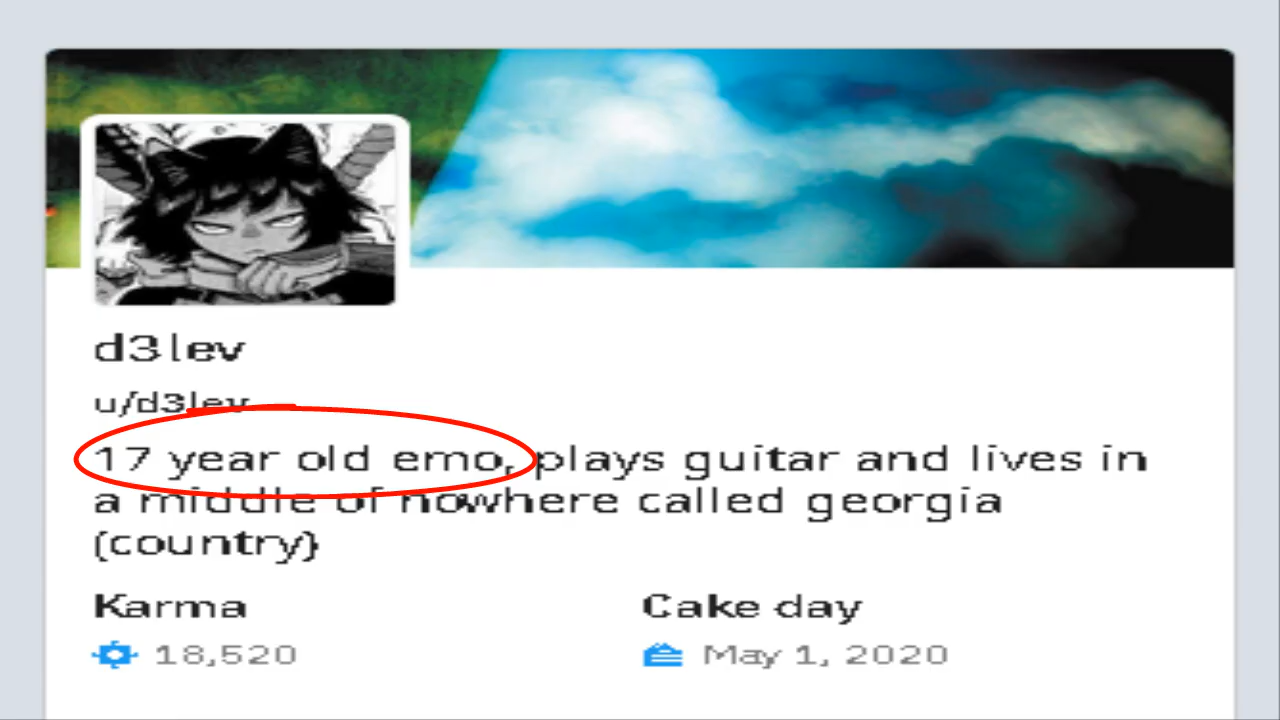 d3lev
u/d3lev
17 year old emo, plays guitar and lives in
a middle of nowhere called georgia
(country)
Karma
Cake day
18,520
May 1, 2020